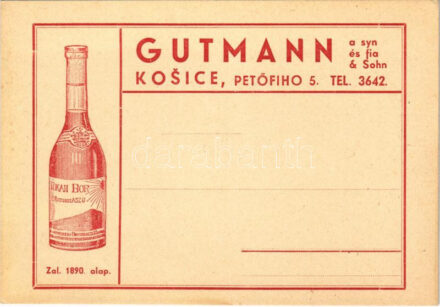 GUTMANN
a syn
és fia
& Sohn
KOŠICE, PETŐFIHO 5. TEL. 3642.
TOKAJI BOR
Zal. 1890. alap.
darabanth